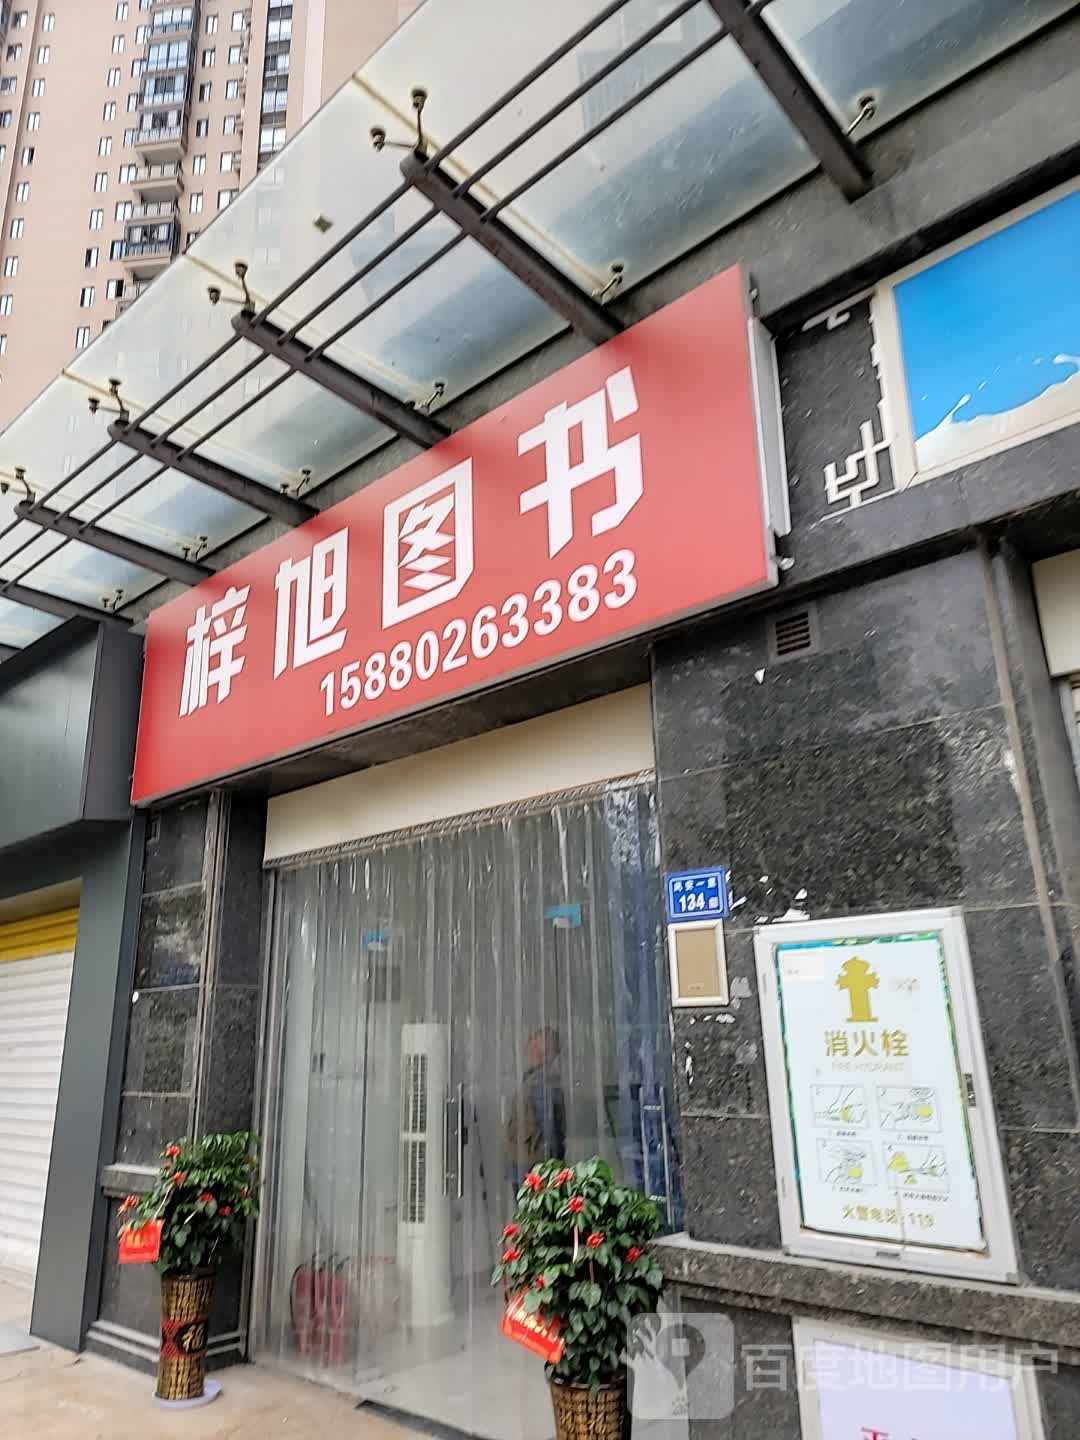 梓旭图书
15880263383
134
消火栓
FIRE HYDRANT
火警电话:119
福
百度地图用户